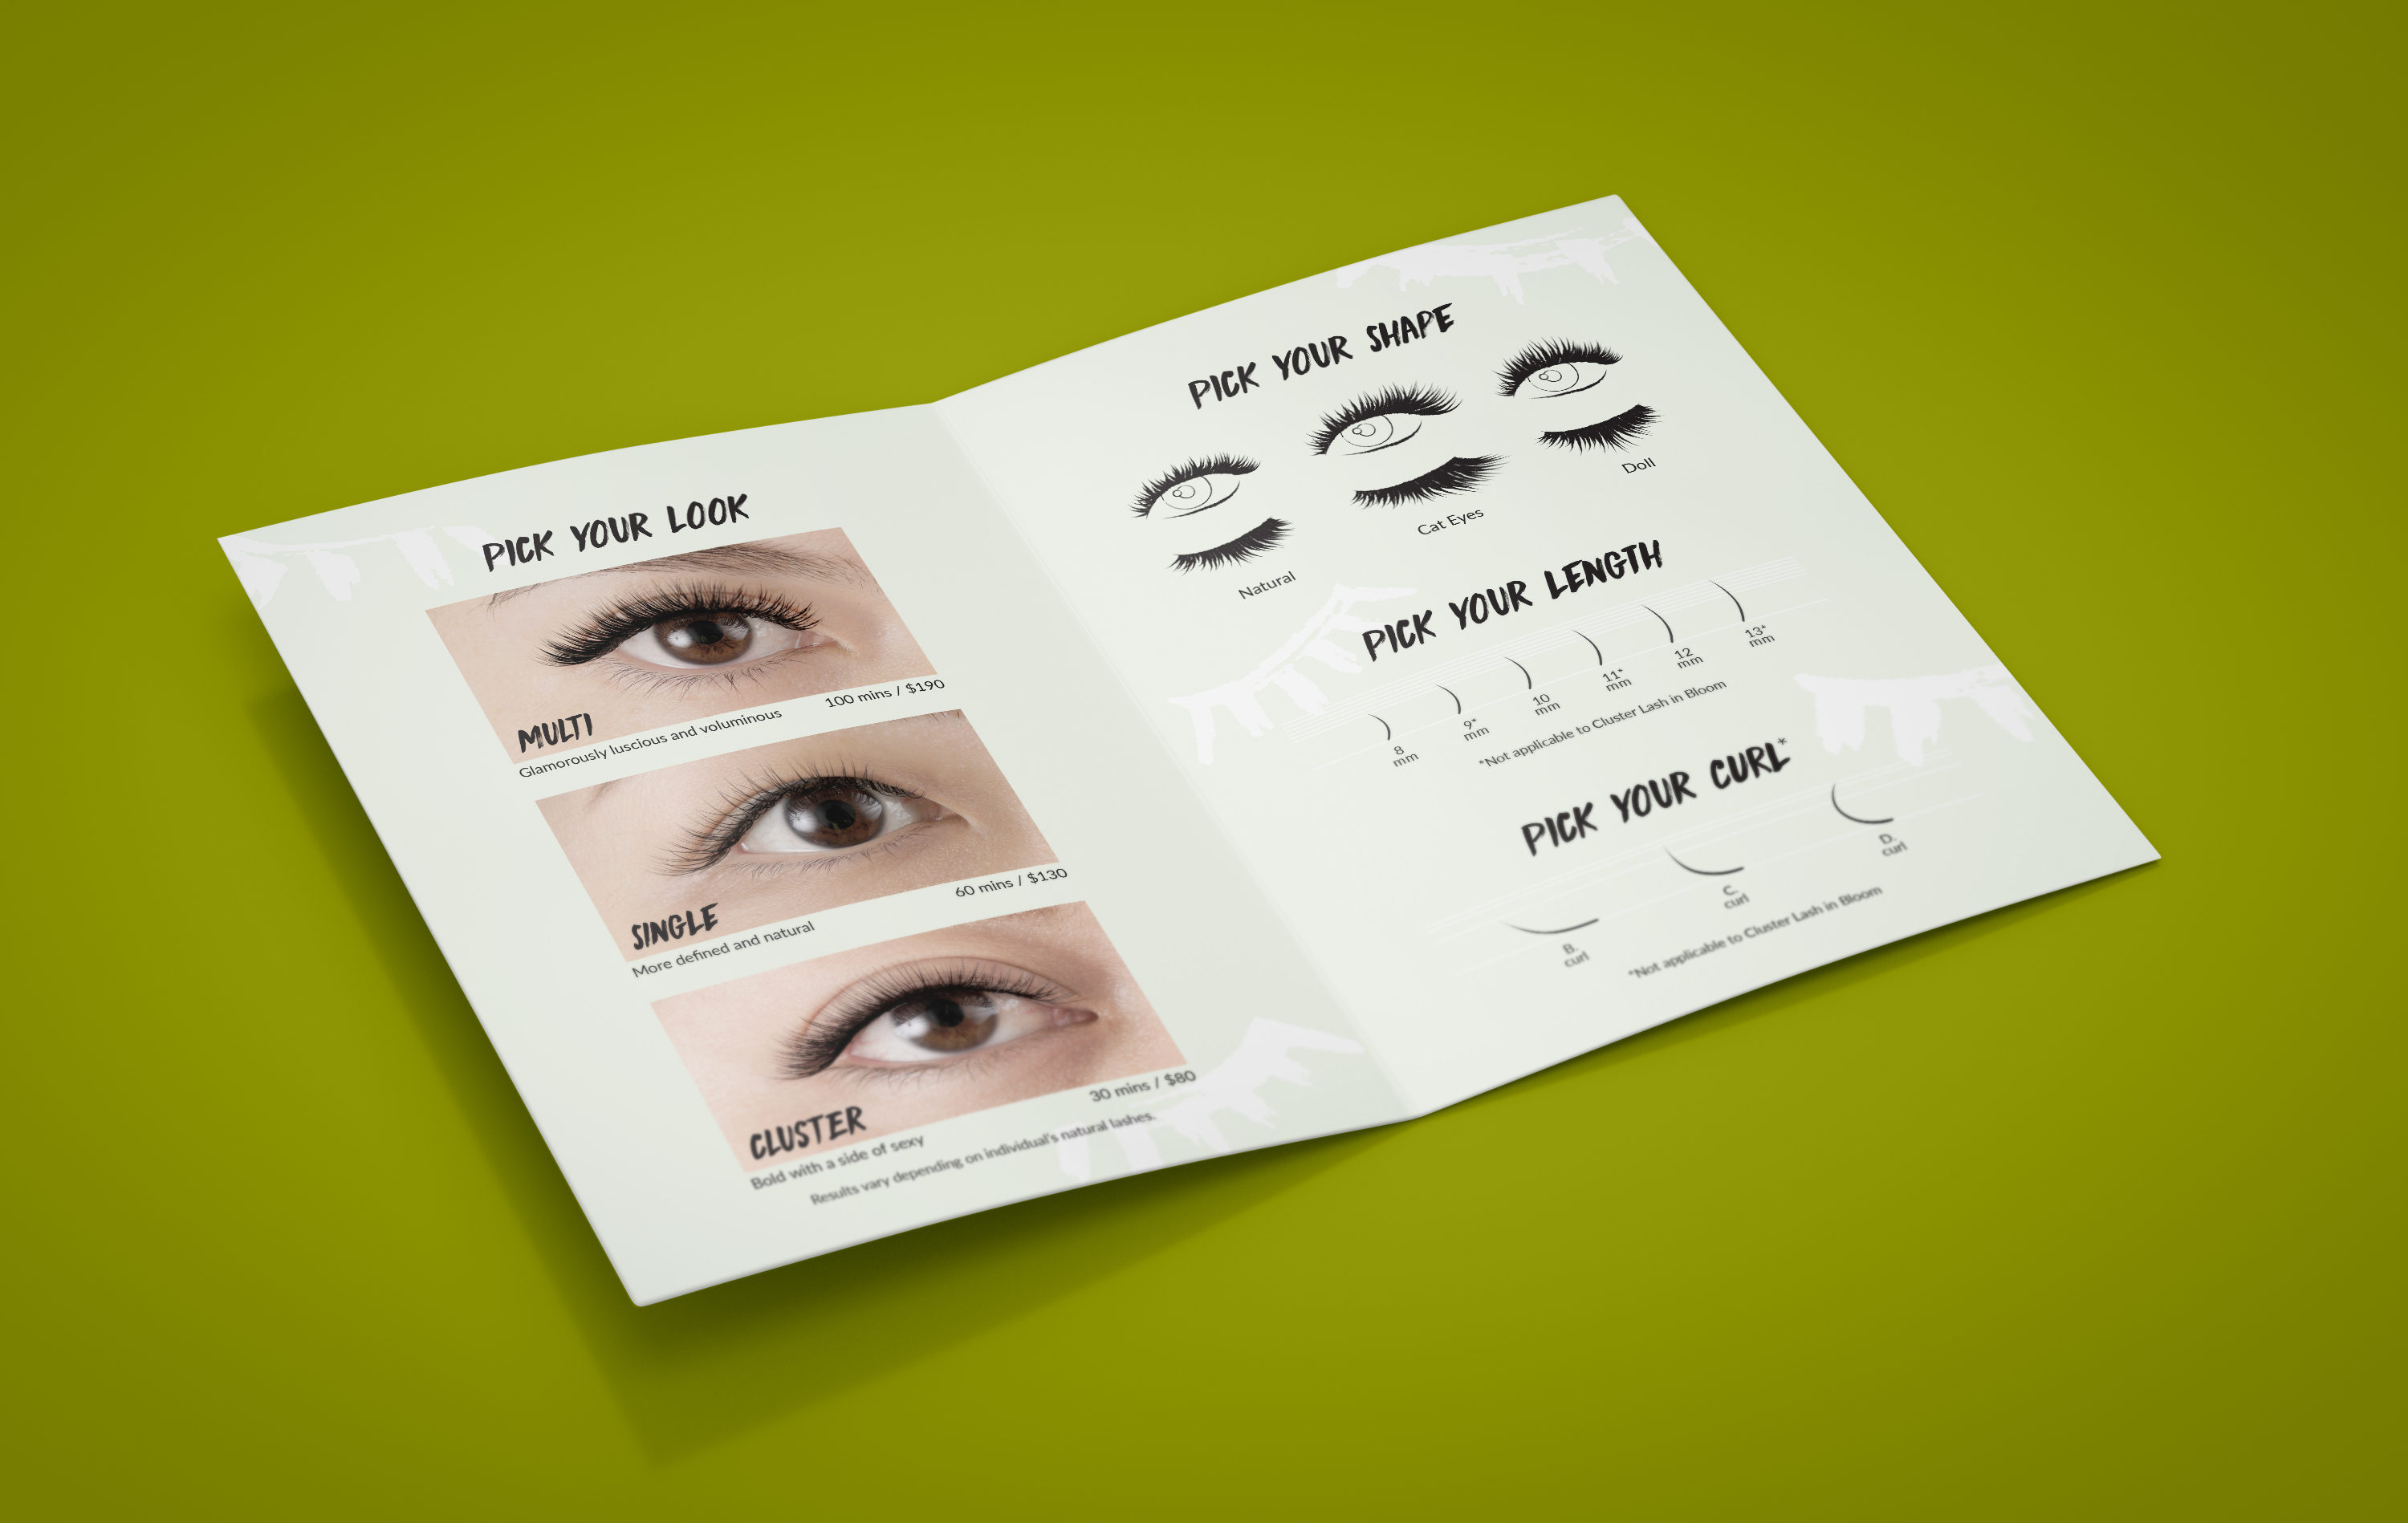 PICK YOUR LOOK
MULTI
Glamorously luscious and voluminous
100 mins / $190
SINGLE
More defined and natural
60 mins / $130
CLUSTER
Bold with a side of sexy
30 mins / $80
Results vary depending on individual's natural lashes.
PICK YOUR SHAPE
Natural
Cat Eyes
Doll
PICK YOUR LENGTH
8
mm
9*
mm
10
mm
11*
mm
12
mm
13*
mm
*Not applicable to Cluster Lash in Bloom
PICK YOUR CURL*
B.
curl
C.
curl
D.
curl
*Not applicable to Cluster Lash in Bloom